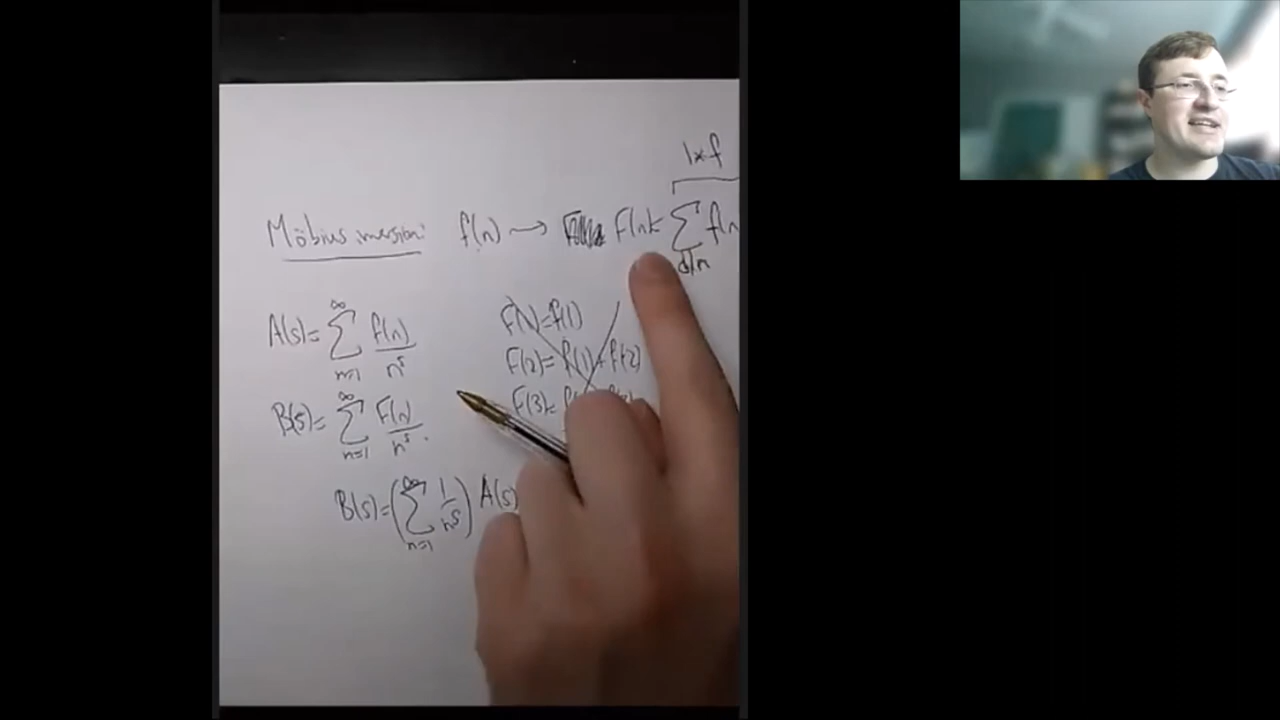 1*f
Möbius inversion: f(n) → F(n)= ∑ f(n
d|n
A(s)= ∑ f(n)/n^s
∞
n=1
F(1)=f(1)
F(2)= f(1)+f(2)
F(3)=
B(s)= ∑ F(n)/n^s.
∞
n=1
B(s)=(∑ 1/n^s) A(s)
∞
n=1